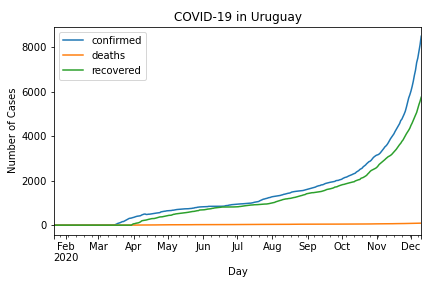 COVID-19 in Uruguay
confirmed
deaths
recovered
Number of Cases
8000
6000
4000
2000
0
Feb Mar Apr May Jun Jul Aug Sep Oct Nov Dec
2020
Day